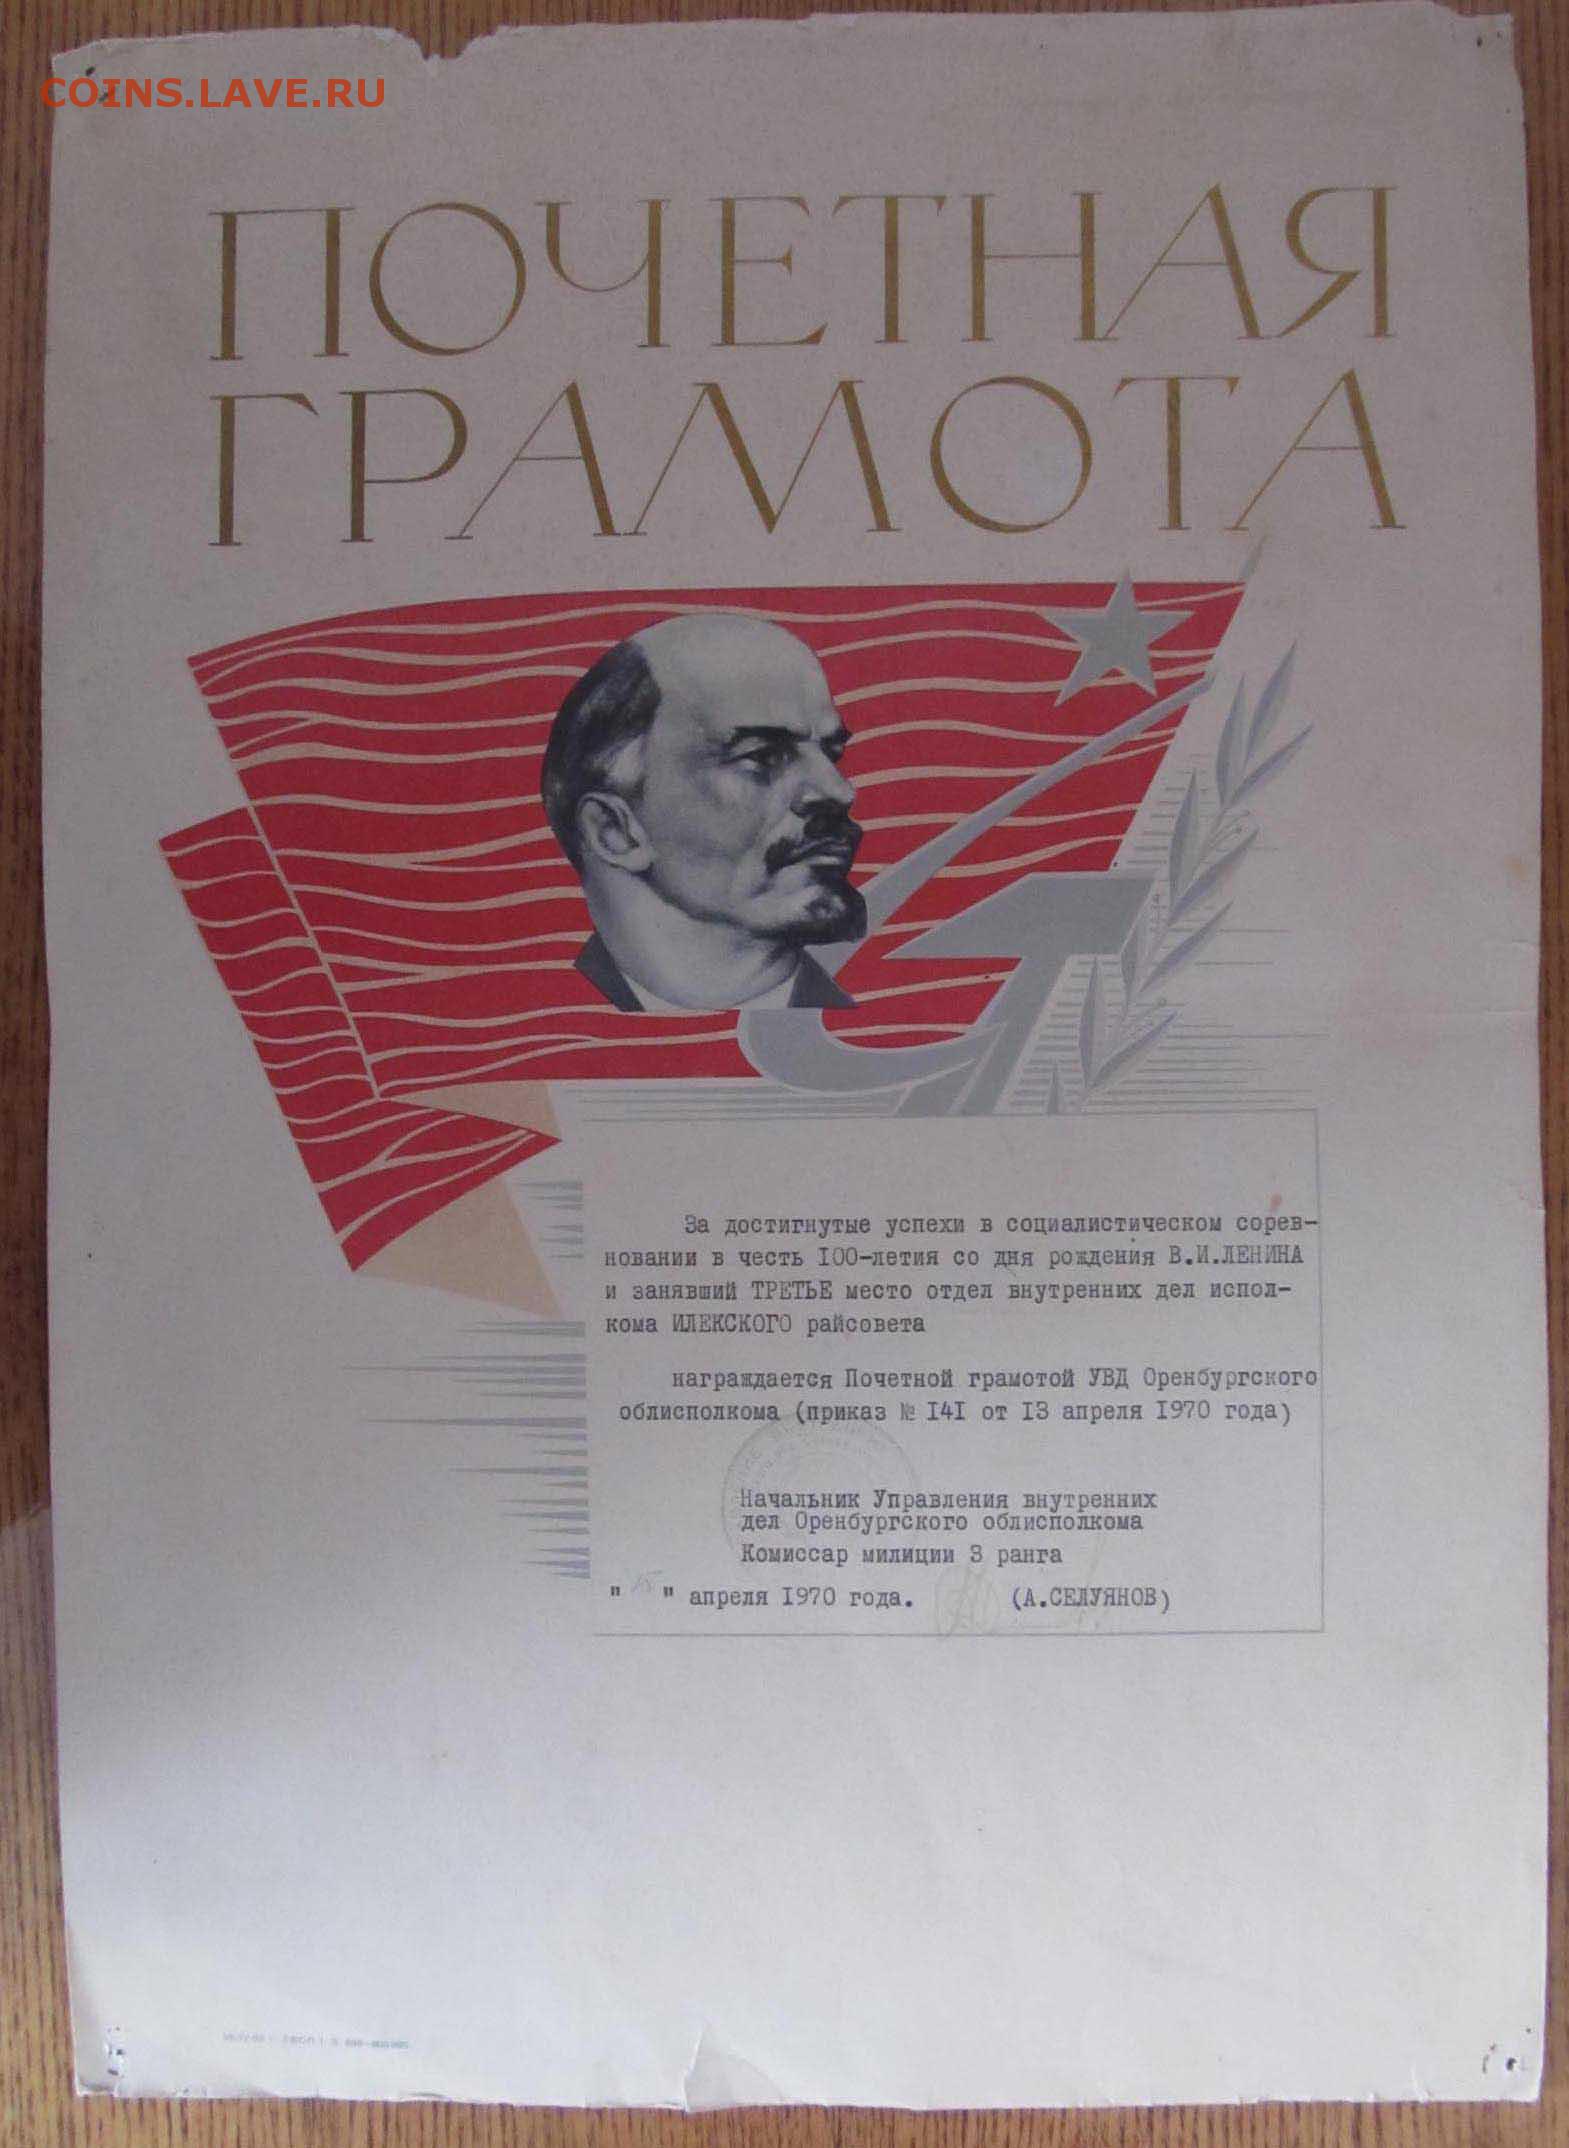 COINS.LAVE.RU
ПОЧЕТНАЯ
ГРАМОТА
За достигнутые успехи в социалистическом сорев-
новании в честь 100-летия со дня рождения В.И.ЛЕНИНА
и занявший ТРЕТЬЕ место отдел внутренних дел испол-
кома ИЛЕКСКОГО райсовета
награждается Почетной грамотой УВД Оренбургского
облисполкома (приказ № 141 от 13 апреля 1970 года)
Начальник Управления внутренних
дел Оренбургского облисполкома
Комиссар милиции 3 ранга
" 15 " апреля 1970 года. (А.СЕЛУЯНОВ)